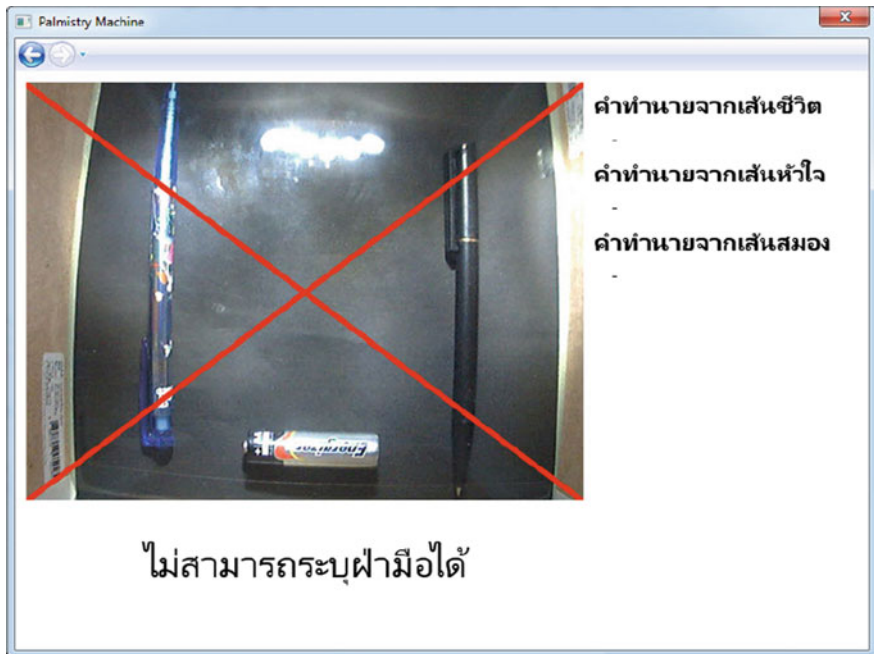 Palmistry Machine
คำทำนายจากเส้นชีวิต
-
คำทำนายจากเส้นหัวใจ
-
คำทำนายจากเส้นสมอง
-
Energizer
ไม่สามารถระบุฝ่ามือได้